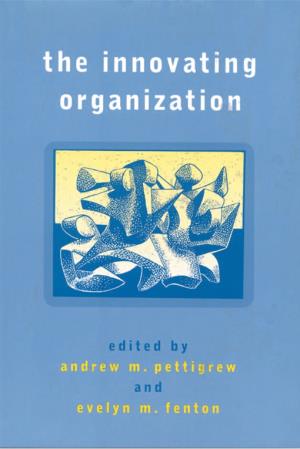 the innovating
organization
edited by
andrew m. pettigrew
and
evelyn m. fenton